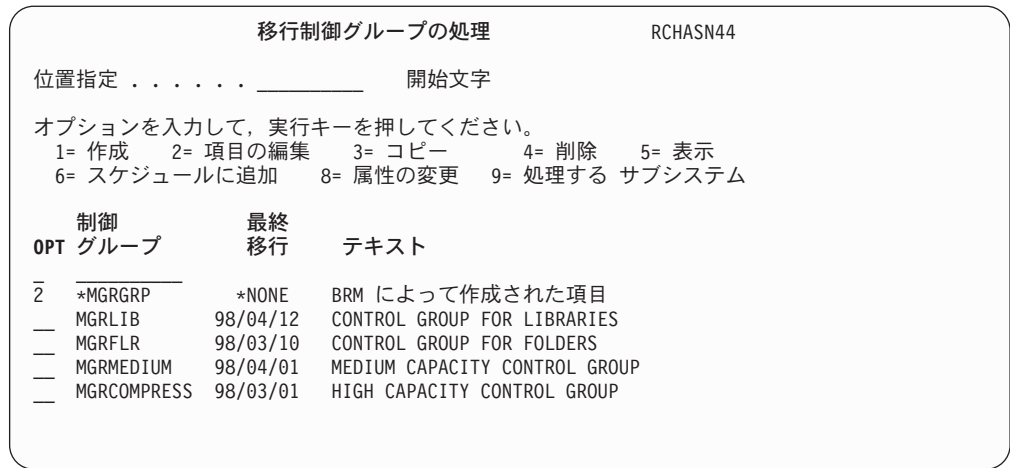 移行制御グループの処理 RCHASN44
位置指定 . . . . . . __________ 開始文字
オプションを入力して，実行キーを押してください。
1= 作成 2= 項目の編集 3= コピー 4= 削除 5= 表示
6= スケジュールに追加 8= 属性の変更 9= 処理する サブシステム
制御 最終
OPT グループ 移行 テキスト
_ __________
2 *MGRGRP *NONE BRM によって作成された項目
__ MGRLIB 98/04/12 CONTROL GROUP FOR LIBRARIES
__ MGRFLR 98/03/10 CONTROL GROUP FOR FOLDERS
__ MGRMEDIUM 98/04/01 MEDIUM CAPACITY CONTROL GROUP
__ MGRCOMPRESS 98/03/01 HIGH CAPACITY CONTROL GROUP